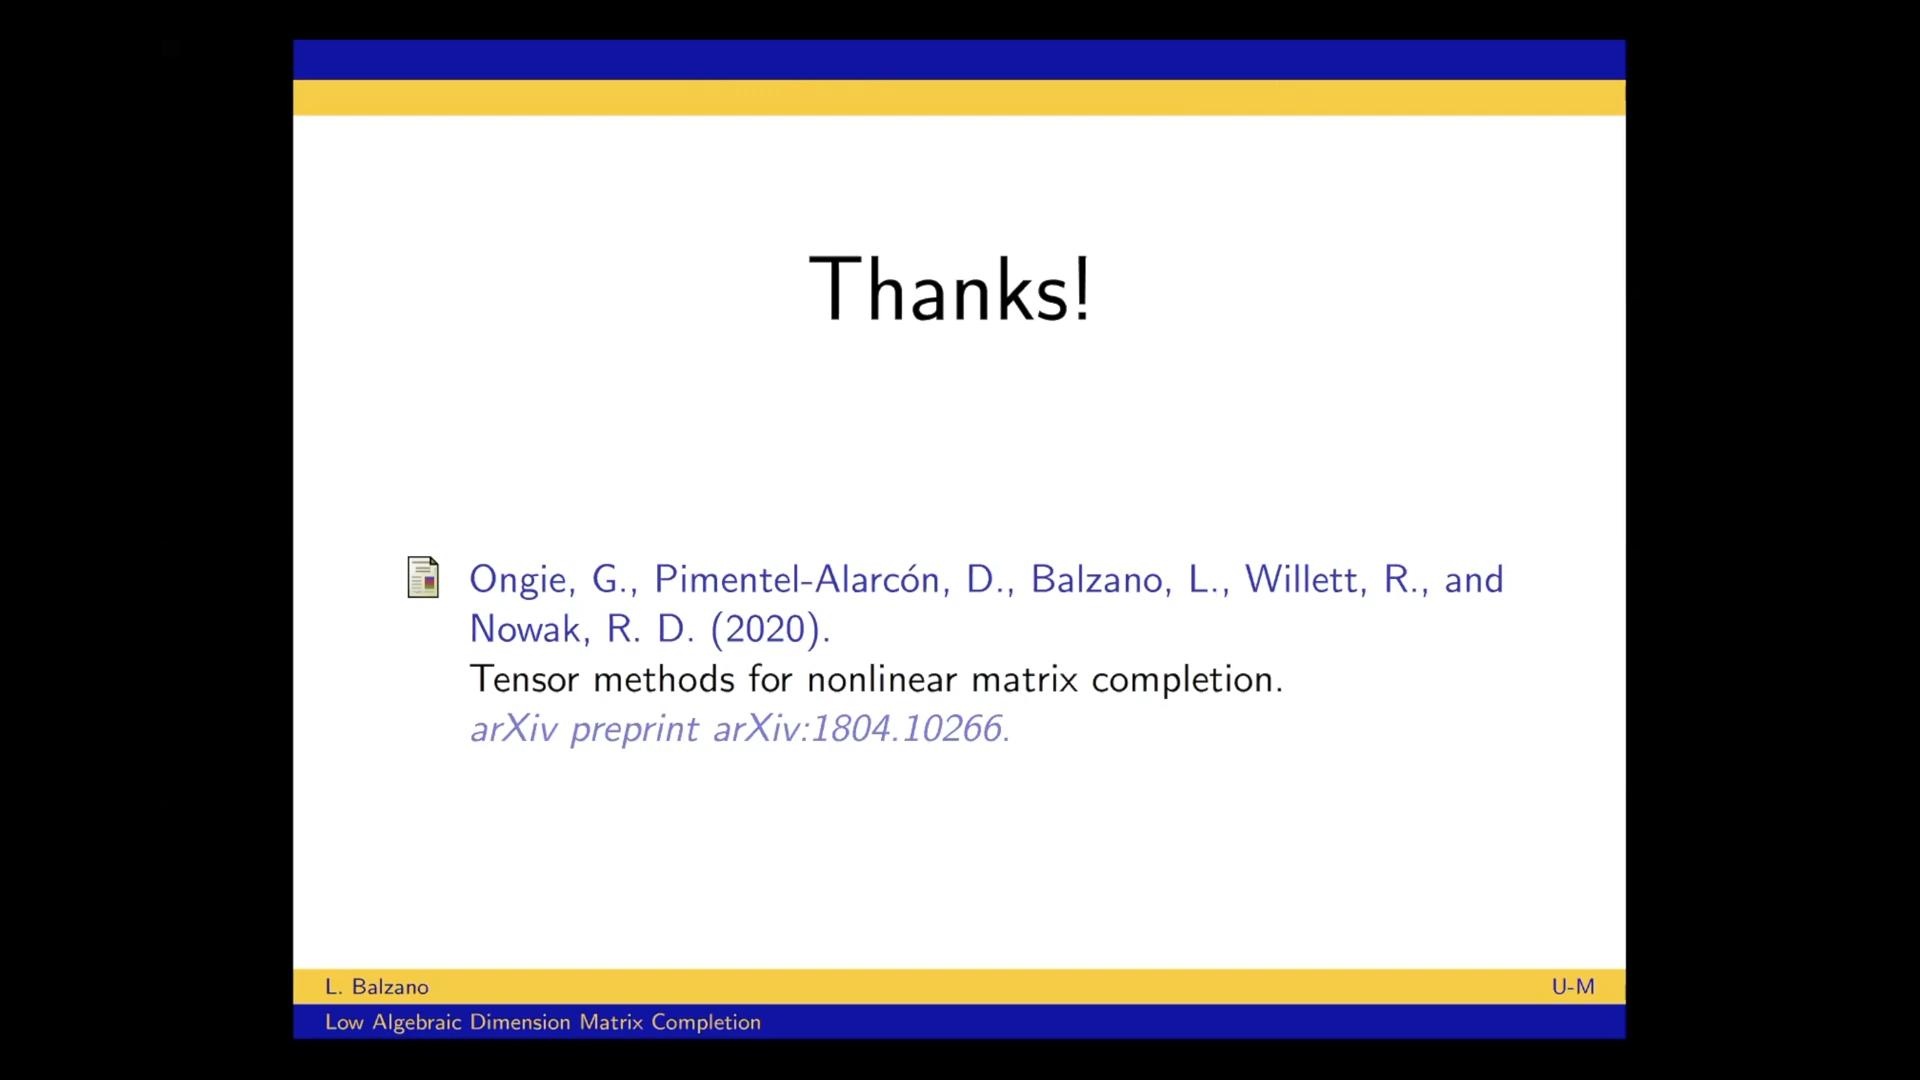 Thanks!
Ongie, G., Pimentel-Alarcón, D., Balzano, L., Willett, R., and
Nowak, R. D. (2020).
Tensor methods for nonlinear matrix completion.
arXiv preprint arXiv:1804.10266.
L. Balzano
U-M
Low Algebraic Dimension Matrix Completion